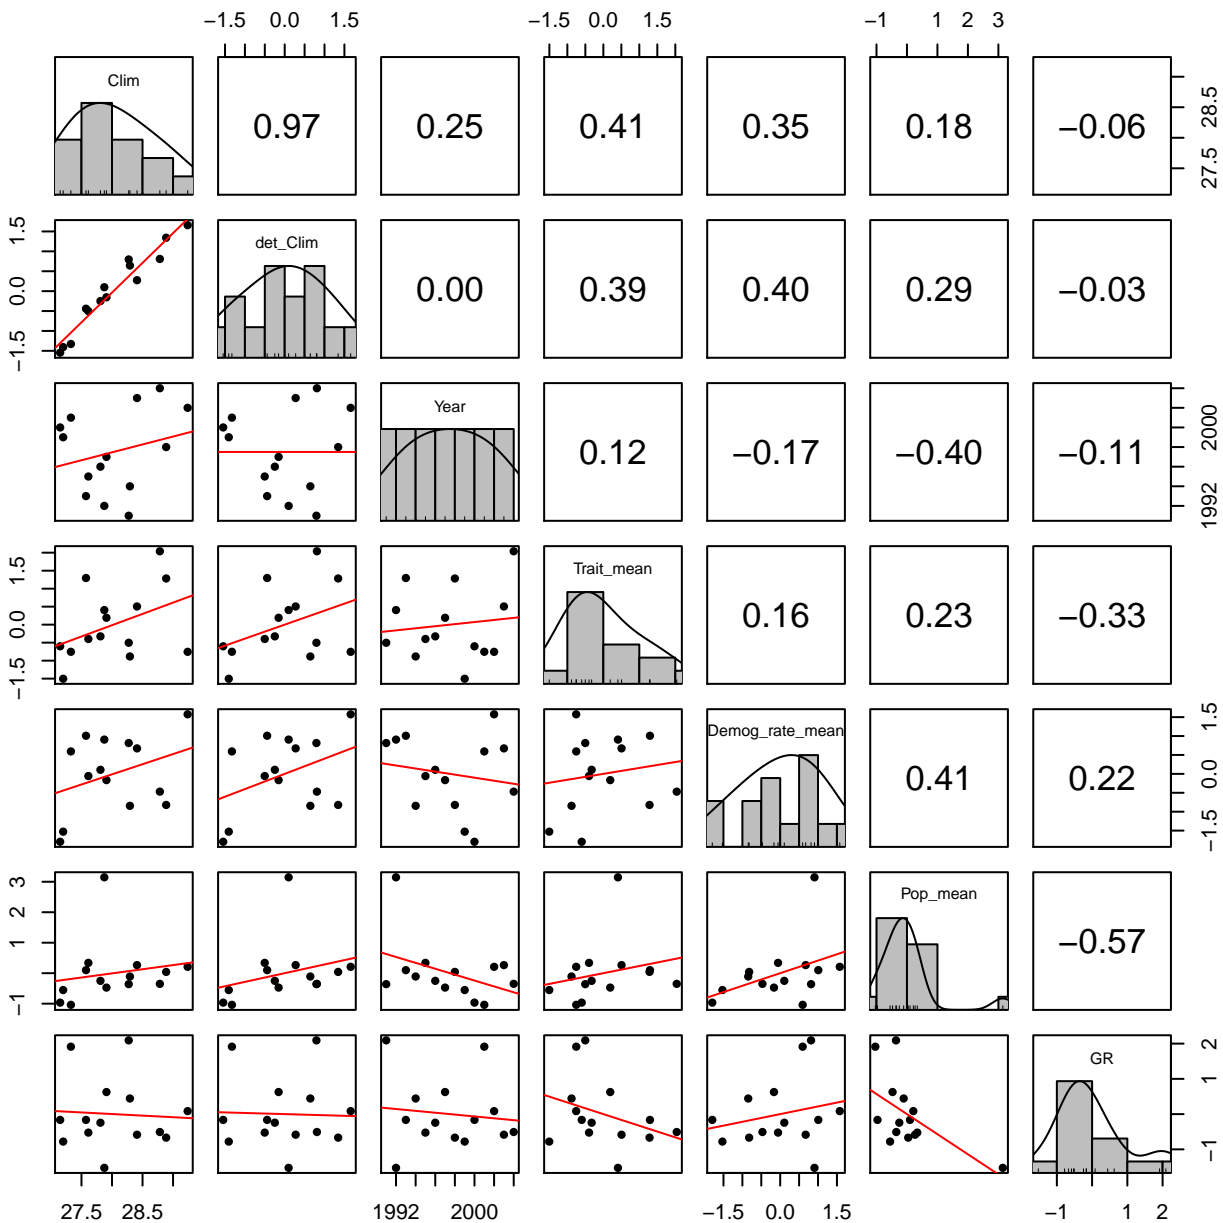 −1.5 0.0 1.5 −1.5 0.0 1.5 −1 1 3
Clim 0.97 0.25 0.41 0.35 0.18 −0.06 27.5 28.5
−1.5 0.0 1.5 det_Clim 0.00 0.39 0.40 0.29 −0.03
Year 0.12 −0.17 −0.40 −0.11 1992 2000
−1.5 0.0 1.5 Trait_mean 0.16 0.23 −0.33
Demog_rate_mean 0.41 0.22 −1.5 0.0 1.5
−1 1 3 Pop_mean −0.57
GR −1 1 2
27.5 28.5 1992 2000 −1.5 0.0 1.5 −1 1 2